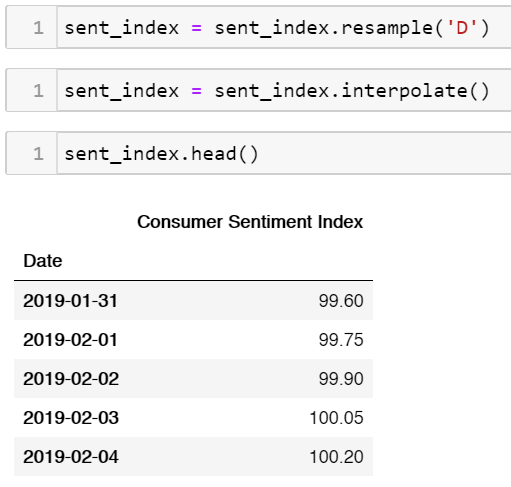 1 sent_index = sent_index.resample('D')
1 sent_index = sent_index.interpolate()
1 sent_index.head()
Consumer Sentiment Index
Date
2019-01-31 99.60
2019-02-01 99.75
2019-02-02 99.90
2019-02-03 100.05
2019-02-04 100.20